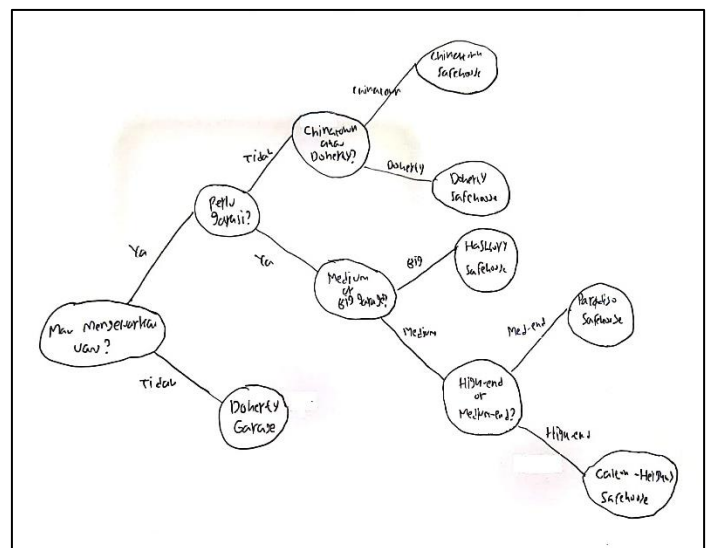 Chinatown
Safehouse
Chinatown
Chinatown
atau
Doherty?
Tidak
Doherty
Doherty
Safehouse
Perlu
garasi?
Ya
Ya
Medium
or
Big garage?
Big
Hashbury
Safehouse
Medium
Mau mengeluarkan
uang?
Tidak
Doherty
Garage
High-end
or
Medium-end?
Med-end
Paradiso
Safehouse
High-end
Calton-Heights
Safehouse